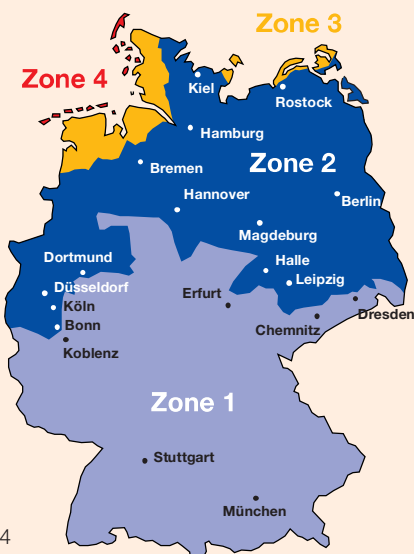 Zone 3
Zone 4
Kiel
Rostock
Hamburg
Bremen
Zone 2
Hannover
Berlin
Magdeburg
Dortmund
Halle
Leipzig
Düsseldorf
Erfurt
Köln
Dresden
Bonn
Chemnitz
Koblenz
Zone 1
Stuttgart
München
4